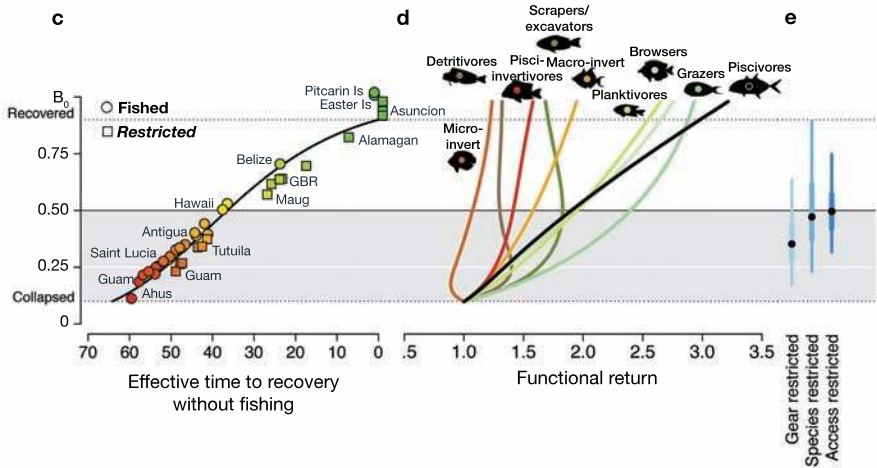 c
d
e
Scrapers/
excavators
Detritivores
Pisci-
invertivores
Macro-invert
Browsers
Piscivores
Grazers
Planktivores
Micro-
invert
B0
Recovered
Fished
Restricted
Pitcarin Is
Easter Is
Asuncion
Alamagan
0.75
Belize
GBR
Maug
Hawaii
0.50
Antigua
Tutuila
Saint Lucia
0.25
Guam
Guam
Ahus
Collapsed
0
70
60
50
40
30
20
10
0
Effective time to recovery
without fishing
.5
1.0
1.5
2.0
2.5
3.0
3.5
Functional return
Gear restricted
Species restricted
Access restricted